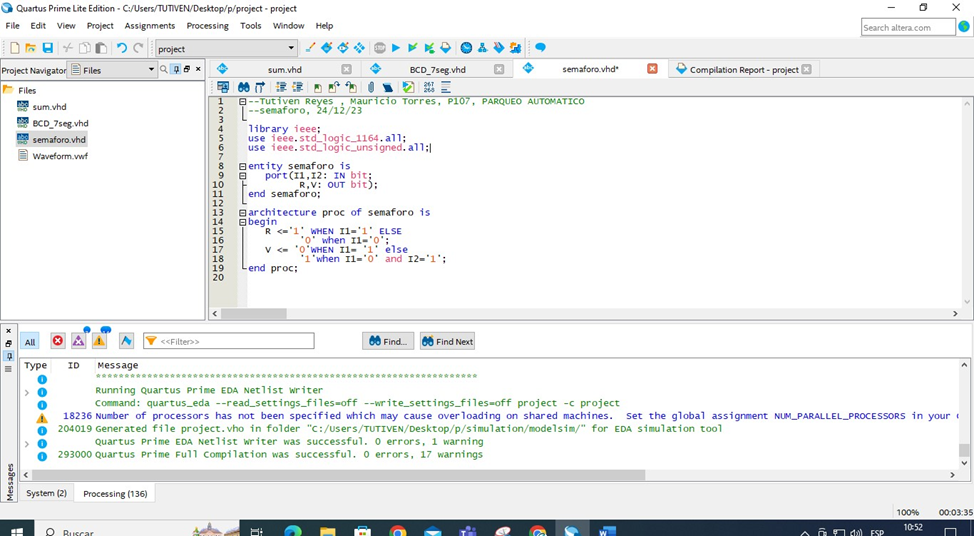 Quartus Prime Lite Edition - C:/Users/TUTIVEN/Desktop/p/project - project
File Edit View Project Assignments Processing Tools Window Help
Search altera.com
project
Project Navigator Files
sum.vhd BCD_7seg.vhd semaforo.vhd* Compilation Report - project
Files
sum.vhd
BCD_7seg.vhd
semaforo.vhd
Waveform.vwf
267
268
1 --Tutiven Reyes , Mauricio Torres, P107, PARQUEO AUTOMATICO
2 --semaforo, 24/12/23
3
4 library ieee;
5 use ieee.std_logic_1164.all;
6 use ieee.std_logic_unsigned.all;
7
8 entity semaforo is
9 port(I1,I2: IN bit;
10 R,V: OUT bit);
11 end semaforo;
12
13 architecture proc of semaforo is
14 begin
15 R <='1' WHEN I1='1' ELSE
16 '0' when I1='0';
17 V <= '0'WHEN I1= '1' else
18 '1'when I1='0' and I2='1';
19 end proc;
20
All <<Filter>> Find... Find Next
Type ID Message
*******************************************************************
Running Quartus Prime EDA Netlist Writer
Command: quartus_eda --read_settings_files=off --write_settings_files=off project -c project
18236 Number of processors has not been specified which may cause overloading on shared machines. Set the global assignment NUM_PARALLEL_PROCESSORS in your
204019 Generated file project.vho in folder "C:/Users/TUTIVEN/Desktop/p/simulation/modelsim/" for EDA simulation tool
Quartus Prime EDA Netlist Writer was successful. 0 errors, 1 warning
293000 Quartus Prime Full Compilation was successful. 0 errors, 17 warnings
Messages
System (2) Processing (136)
100% 00:03:35
Buscar
ESP
10:52